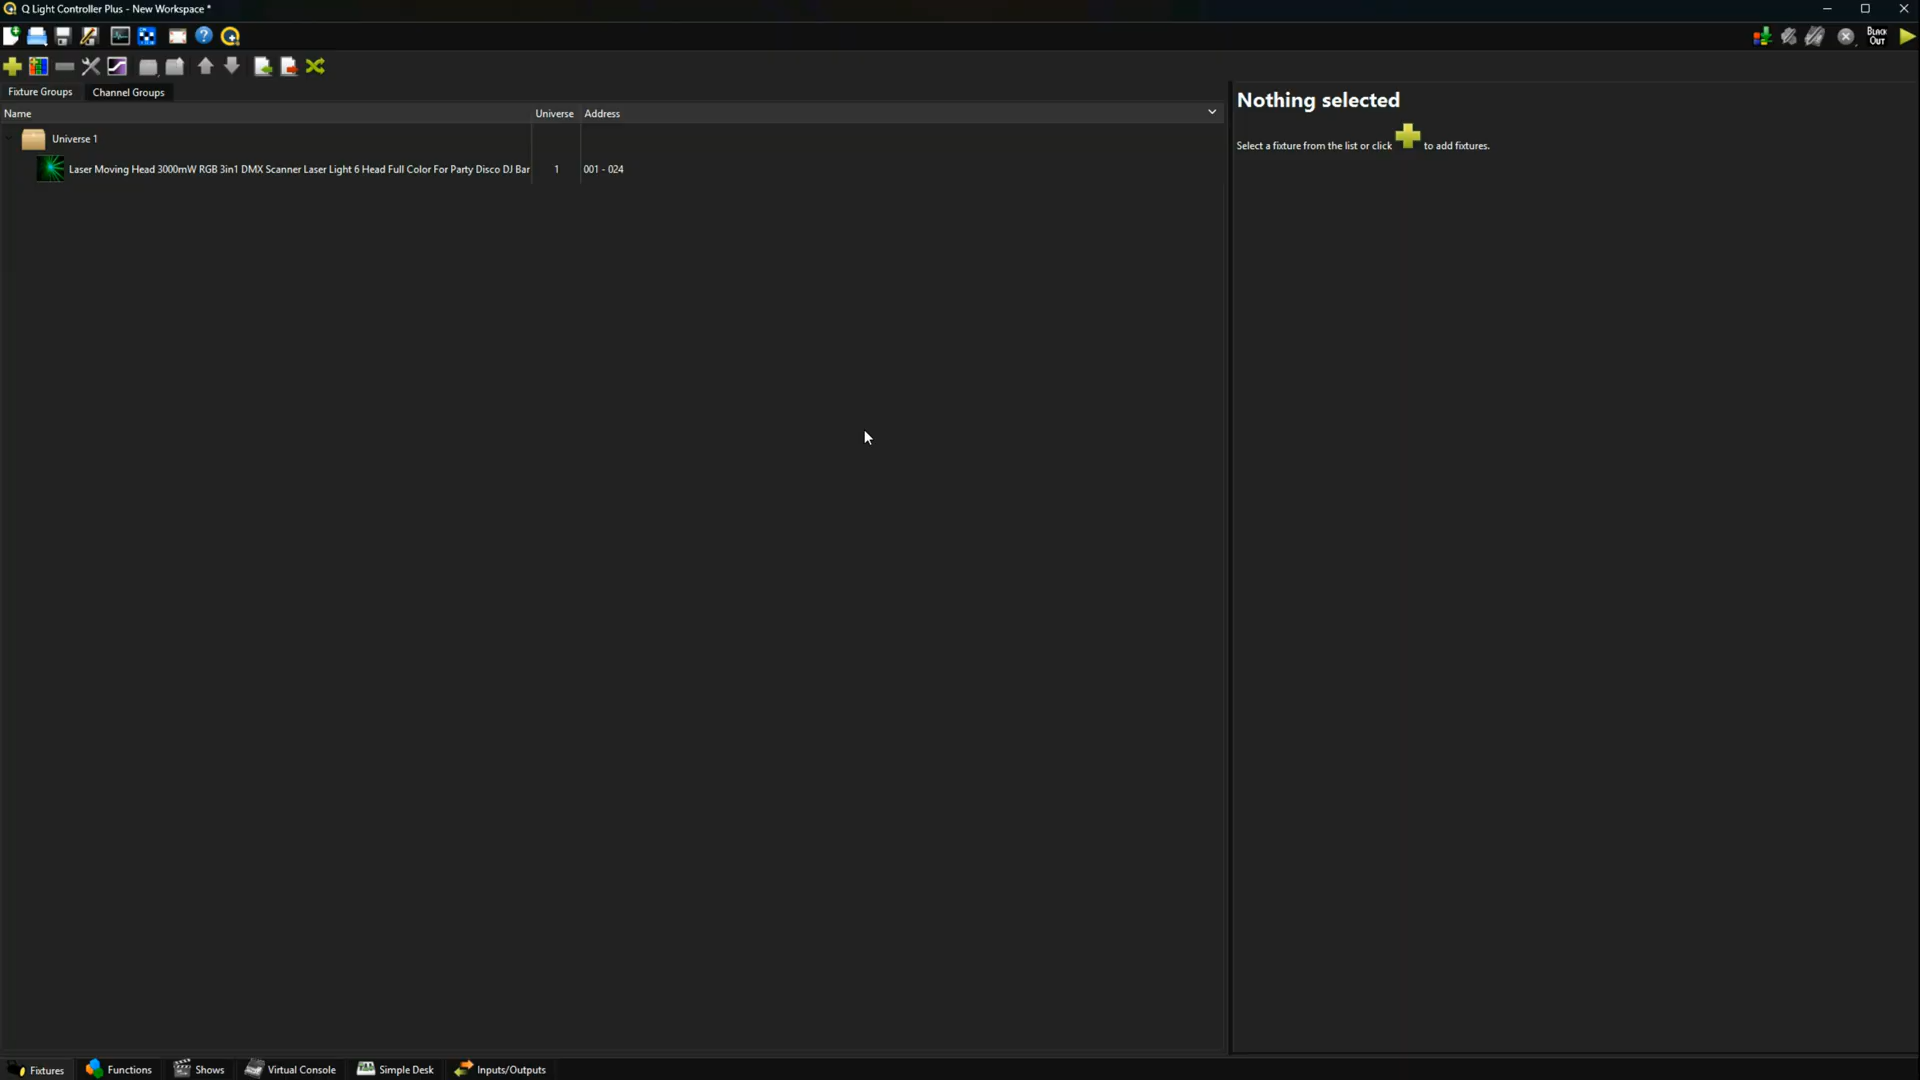 Q Light Controller Plus - New Workspace *
BLACK
OUT
Fixture Groups
Channel Groups
Name
Universe
Address
Universe 1
Laser Moving Head 3000mW RGB 3in1 DMX Scanner Laser Light 6 Head Full Color For Party Disco DJ Bar
1
001 - 024
Nothing selected
Select a fixture from the list or click to add fixtures.
Fixtures
Functions
Shows
Virtual Console
Simple Desk
Inputs/Outputs